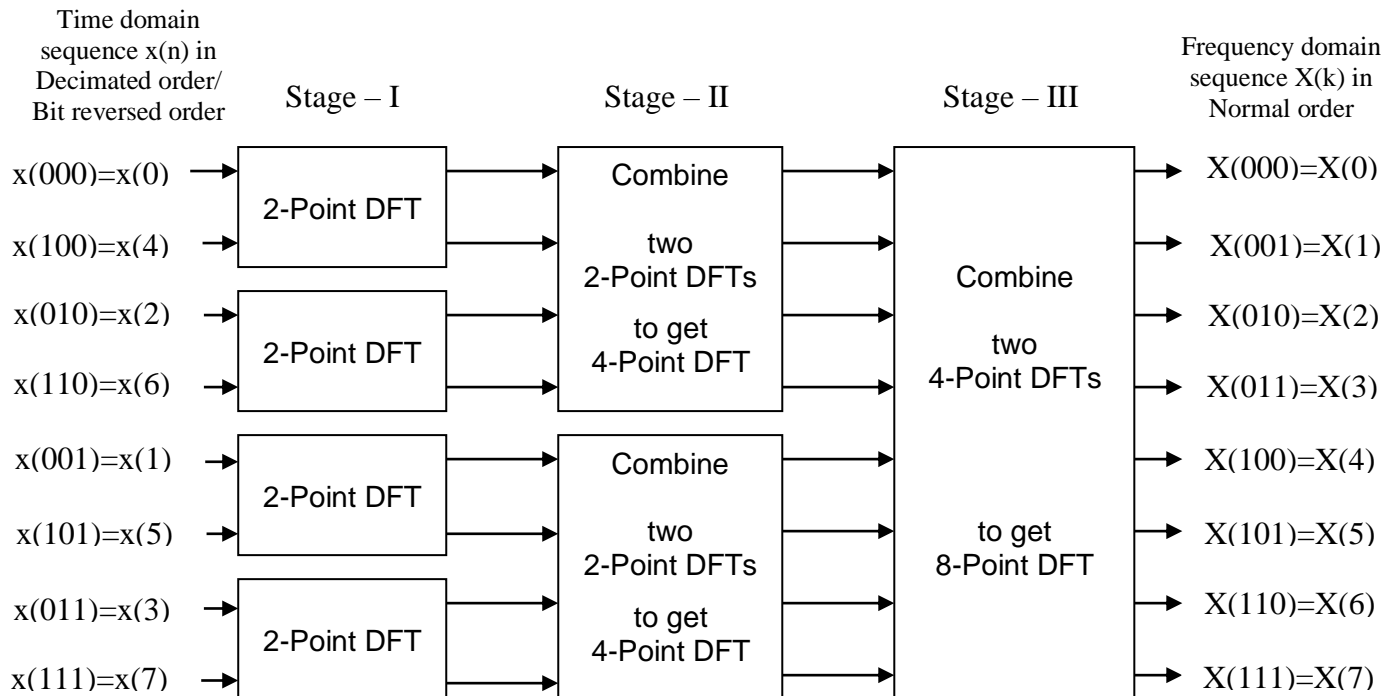 Time domain
sequence x(n) in
Decimated order/
Bit reversed order
Stage – I
Stage – II
Stage – III
Frequency domain
sequence X(k) in
Normal order
x(000)=x(0)
x(100)=x(4)
x(010)=x(2)
x(110)=x(6)
x(001)=x(1)
x(101)=x(5)
x(011)=x(3)
x(111)=x(7)
2-Point DFT
2-Point DFT
2-Point DFT
2-Point DFT
Combine
two
2-Point DFTs
to get
4-Point DFT
Combine
two
2-Point DFTs
to get
4-Point DFT
Combine
two
4-Point DFTs
to get
8-Point DFT
X(000)=X(0)
X(001)=X(1)
X(010)=X(2)
X(011)=X(3)
X(100)=X(4)
X(101)=X(5)
X(110)=X(6)
X(111)=X(7)